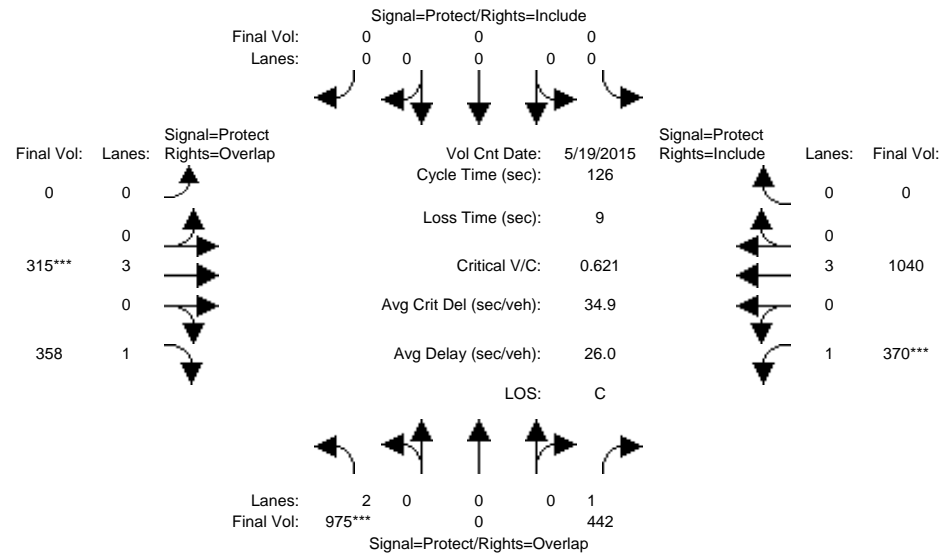 Signal=Protect/Rights=Include
Final Vol: 0 0 0
Lanes: 0 0 0 0 0
Signal=Protect Signal=Protect
Final Vol: Lanes: Rights=Overlap Vol Cnt Date: 5/19/2015 Rights=Include Lanes: Final Vol:
Cycle Time (sec): 126
0 0 0 0
Loss Time (sec): 9
0 0
315*** 3 Critical V/C: 0.621 3 1040
0 Avg Crit Del (sec/veh): 34.9 0
358 1 Avg Delay (sec/veh): 26.0 1 370***
LOS: C
Lanes: 2 0 0 0 1
Final Vol: 975*** 0 442
Signal=Protect/Rights=Overlap